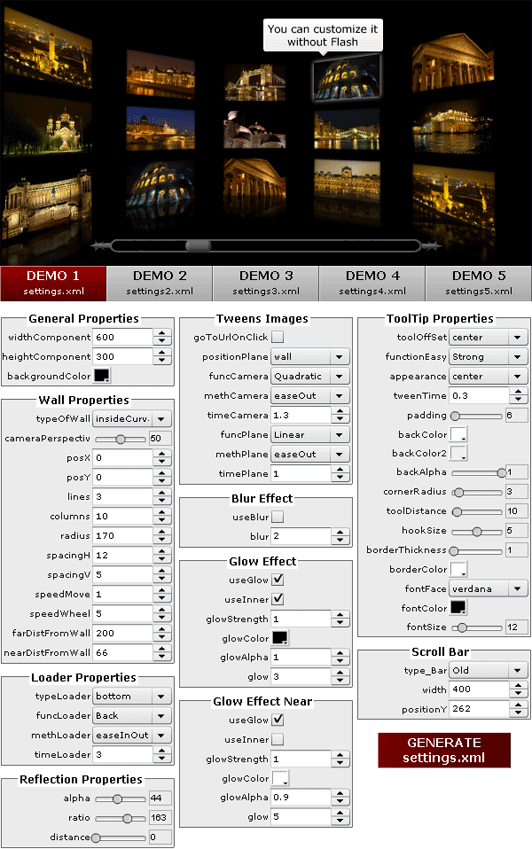 You can customize it
without Flash
DEMO 1
settings.xml
DEMO 2
settings2.xml
DEMO 3
settings3.xml
DEMO 4
settings4.xml
DEMO 5
settings5.xml
General Properties
widthComponent 600
heightComponent 300
backgroundColor
Wall Properties
typeOfWall insideCurv
cameraPerspectiv 50
posX 0
posY 0
lines 3
columns 10
radius 170
spacingH 12
spacingV 5
speedMove 1
speedWheel 5
farDistFromWall 200
nearDistFromWall 66
Loader Properties
typeLoader bottom
funcLoader Back
methLoader easeInOut
timeLoader 3
Reflection Properties
alpha 44
ratio 163
distance 0
Tweens Images
goToUrlOnClick
positionPlane wall
funcCamera Quadratic
methCamera easeOut
timeCamera 1.3
funcPlane Linear
methPlane easeOut
timePlane 1
Blur Effect
useBlur
blur 2
Glow Effect
useGlow
useInner
glowStrength 1
glowColor
glowAlpha 1
glow 3
Glow Effect Near
useGlow
useInner
glowStrength 1
glowColor
glowAlpha 0.9
glow 5
ToolTip Properties
toolOffSet center
functionEasy Strong
appearance center
tweenTime 0.3
padding 6
backColor
backColor2
backAlpha 1
cornerRadius 3
toolDistance 10
hookSize 5
borderThickness 1
borderColor
fontFace verdana
fontColor
fontSize 12
Scroll Bar
type_Bar Old
width 400
positionY 262
GENERATE
settings.xml